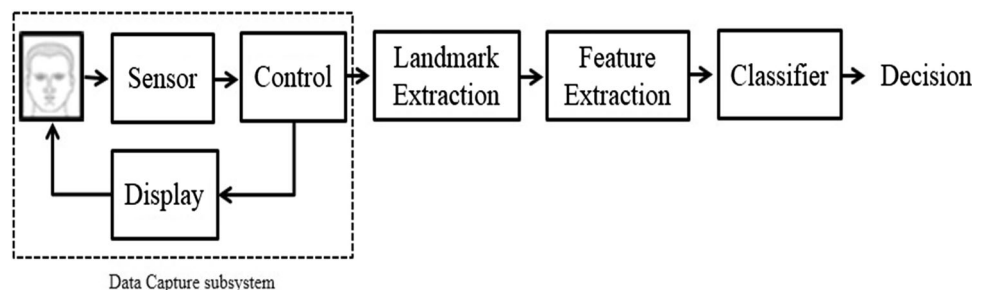 Sensor
Control
Landmark
Extraction
Feature
Extraction
Classifier
Decision
Display
Data Capture subsystem